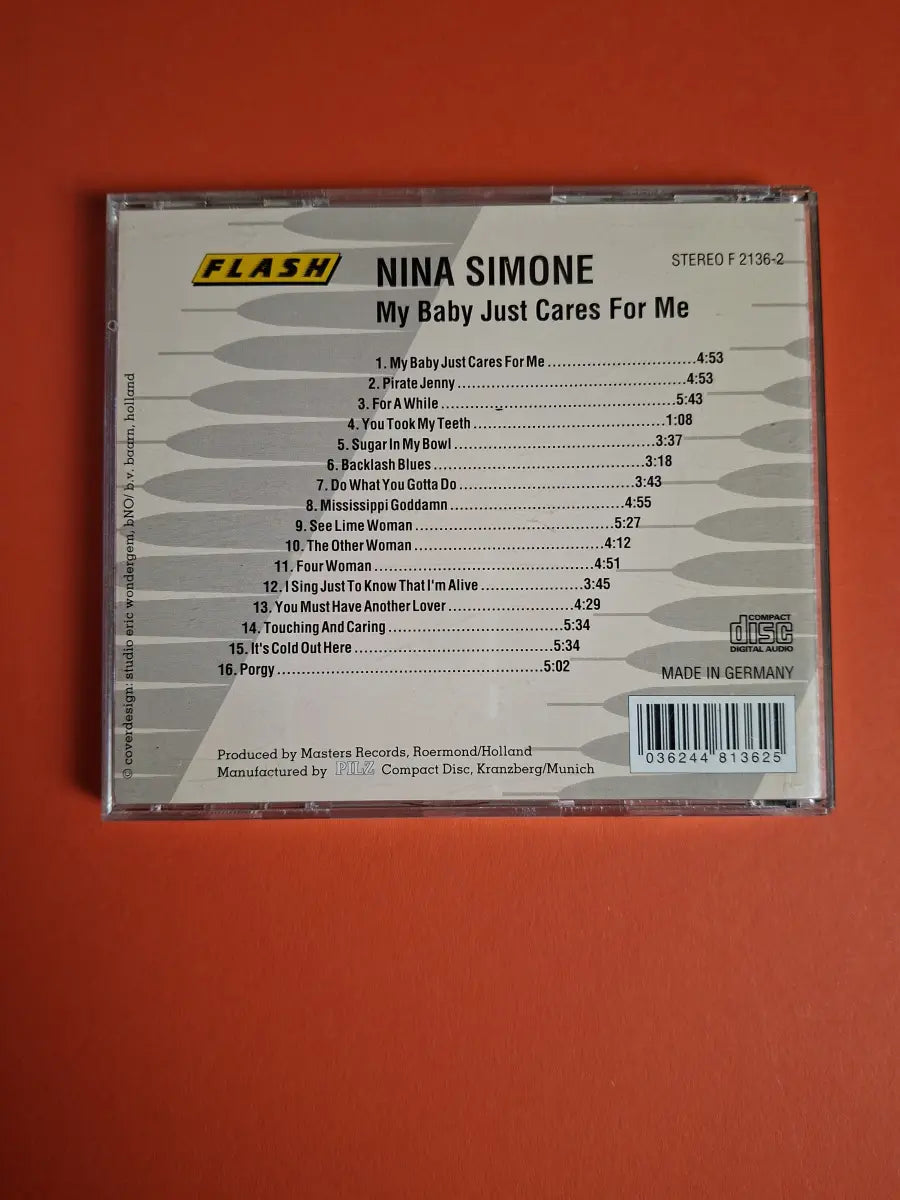 FLASH
NINA SIMONE
STEREO F 2136-2
My Baby Just Cares For Me
1. My Baby Just Cares For Me ........................ 4:53
2. Pirate Jenny ........................ 4:53
3. For A While ........................ 5:43
4. You Took My Teeth ........................ 1:08
5. Sugar In My Bowl ........................ 3:37
6. Backlash Blues ........................ 3:18
7. Do What You Gotta Do ........................ 3:43
8. Mississippi Goddamn ........................ 4:55
9. See Lime Woman ........................ 5:27
10. The Other Woman ........................ 4:12
11. Four Woman ........................ 4:51
12. I Sing Just To Know That I'm Alive ........................ 3:45
13. You Must Have Another Lover ........................ 4:29
14. Touching And Caring ........................ 5:34
15. It's Cold Out Here ........................ 5:34
16. Porgy ........................ 5:02
COMPACT
disc
DIGITAL AUDIO
MADE IN GERMANY
Produced by Masters Records, Roermond/Holland
Manufactured by PILZ Compact Disc, Kranzberg/Munich
036244 813625
© coverdesign: studio eric wondergem, bNO/ b.v. baarn, holland